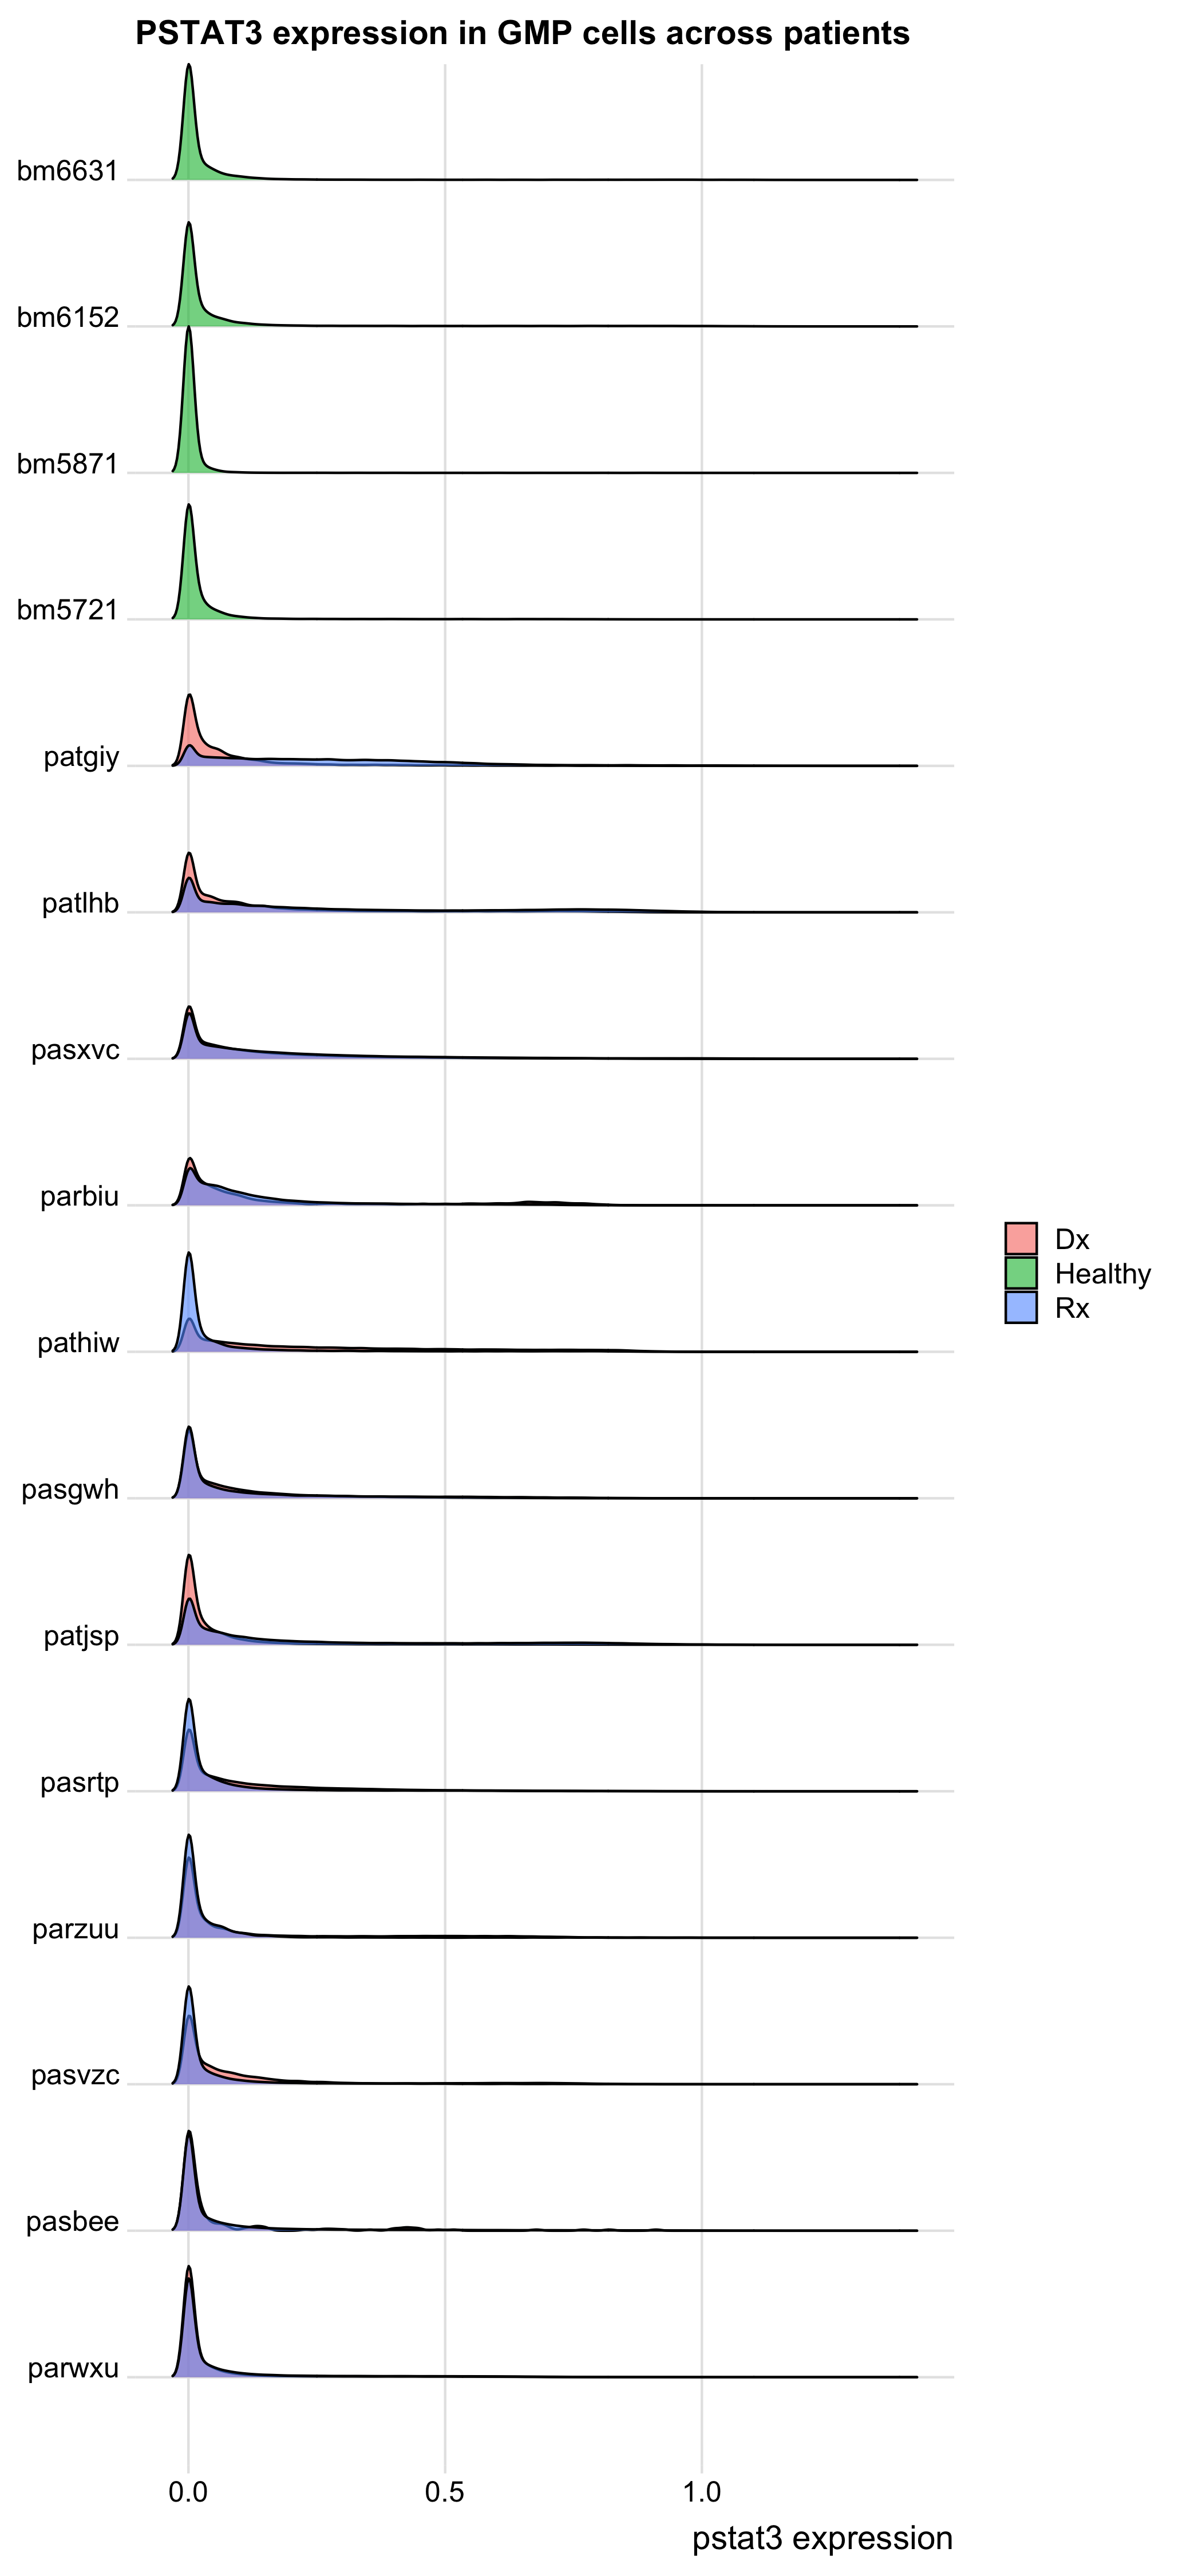 PSTAT3 expression in GMP cells across patients
bm6631
bm6152
bm5871
bm5721
patgiy
patlhb
pasxvc
parbiu
Dx
Healthy
Rx
pathiw
pasgwh
patjsp
pasrtp
parzuu
pasvzc
pasbee
parwxu
0.0 0.5 1.0
pstat3 expression